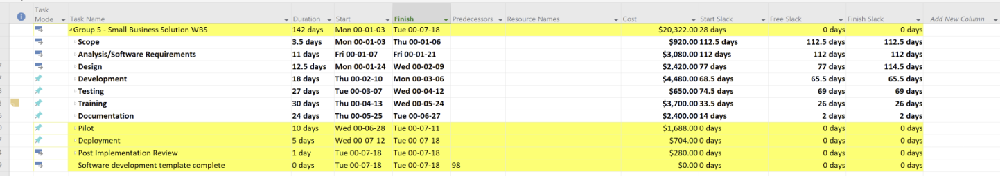 Task
Mode Task Name Duration Start Finish Predecessors Resource Names Cost Start Slack Free Slack Finish Slack Add New Column
Group 5 - Small Business Solution WBS 142 days Mon 00-01-03 Tue 00-07-18 $20,322.00 28 days 0 days 0 days
Scope 3.5 days Mon 00-01-03 Thu 00-01-06 $920.00 112.5 days 112.5 days 112.5 days
Analysis/Software Requirements 11 days Fri 00-01-07 Fri 00-01-21 $3,080.00 112 days 112 days 112 days
Design 12.5 days Mon 00-01-24 Wed 00-02-09 $2,420.00 77 days 77 days 114.5 days
Development 18 days Thu 00-02-10 Mon 00-03-06 $4,480.00 68.5 days 65.5 days 65.5 days
Testing 27 days Tue 00-03-07 Wed 00-04-12 $650.00 74.5 days 69 days 69 days
Training 30 days Thu 00-04-13 Wed 00-05-24 $3,700.00 33.5 days 26 days 26 days
Documentation 24 days Thu 00-05-25 Tue 00-06-27 $2,400.00 14 days 2 days 2 days
Pilot 10 days Wed 00-06-28 Tue 00-07-11 $1,688.00 0 days 0 days 0 days
Deployment 5 days Wed 00-07-12 Tue 00-07-18 $704.00 0 days 0 days 0 days
Post Implementation Review 1 day Tue 00-07-18 Tue 00-07-18 $280.00 0 days 0 days 0 days
Software development template complete 0 days Tue 00-07-18 Tue 00-07-18 98 $0.00 0 days 0 days 0 days